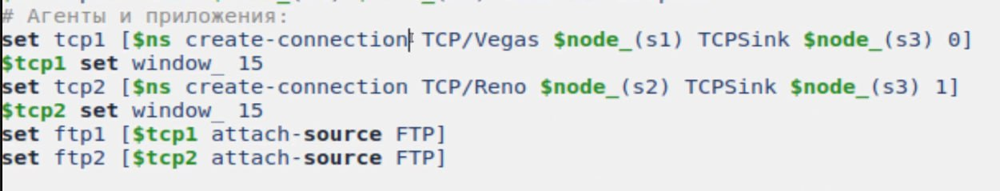 # Агенты и приложения:
set tcp1 [$ns create-connection TCP/Vegas $node_(s1) TCPSink $node_(s3) 0]
$tcp1 set window_ 15
set tcp2 [$ns create-connection TCP/Reno $node_(s2) TCPSink $node_(s3) 1]
$tcp2 set window_ 15
set ftp1 [$tcp1 attach-source FTP]
set ftp2 [$tcp2 attach-source FTP]